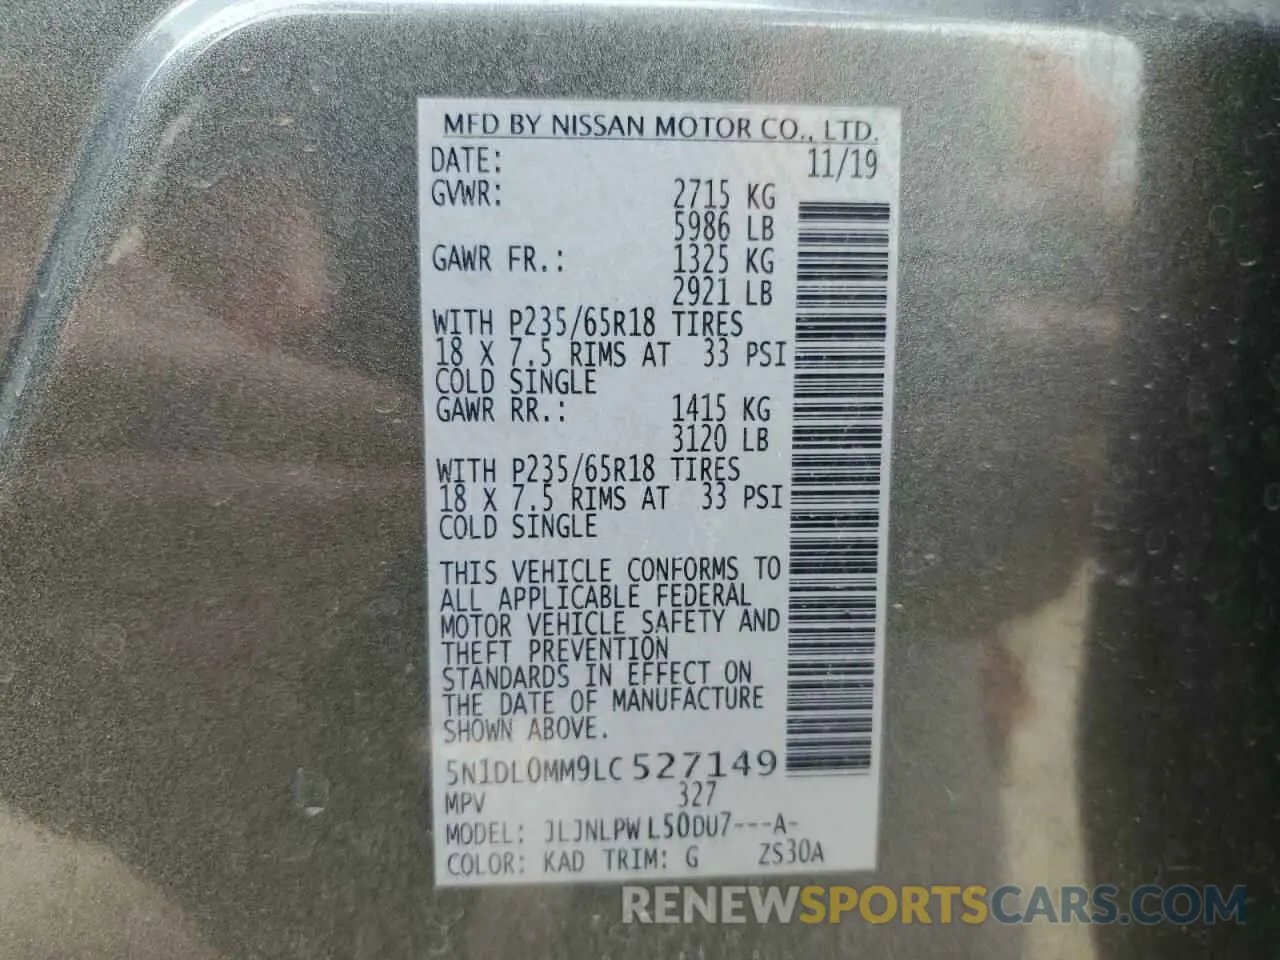 MFD BY NISSAN MOTOR CO., LTD.
DATE: 11/19
GVWR: 2715 KG
5986 LB
GAWR FR.: 1325 KG
2921 LB
WITH P235/65R18 TIRES
18 X 7.5 RIMS AT 33 PSI
COLD SINGLE
GAWR RR.: 1415 KG
3120 LB
WITH P235/65R18 TIRES
18 X 7.5 RIMS AT 33 PSI
COLD SINGLE
THIS VEHICLE CONFORMS TO
ALL APPLICABLE FEDERAL
MOTOR VEHICLE SAFETY AND
THEFT PREVENTION
STANDARDS IN EFFECT ON
THE DATE OF MANUFACTURE
SHOWN ABOVE.
5N1DL0MM9LC527149
MPV 327
MODEL: JLJNLPWL50DU7---A-
COLOR: KAD TRIM: G ZS30A
RENEWSPORTSCARS.COM